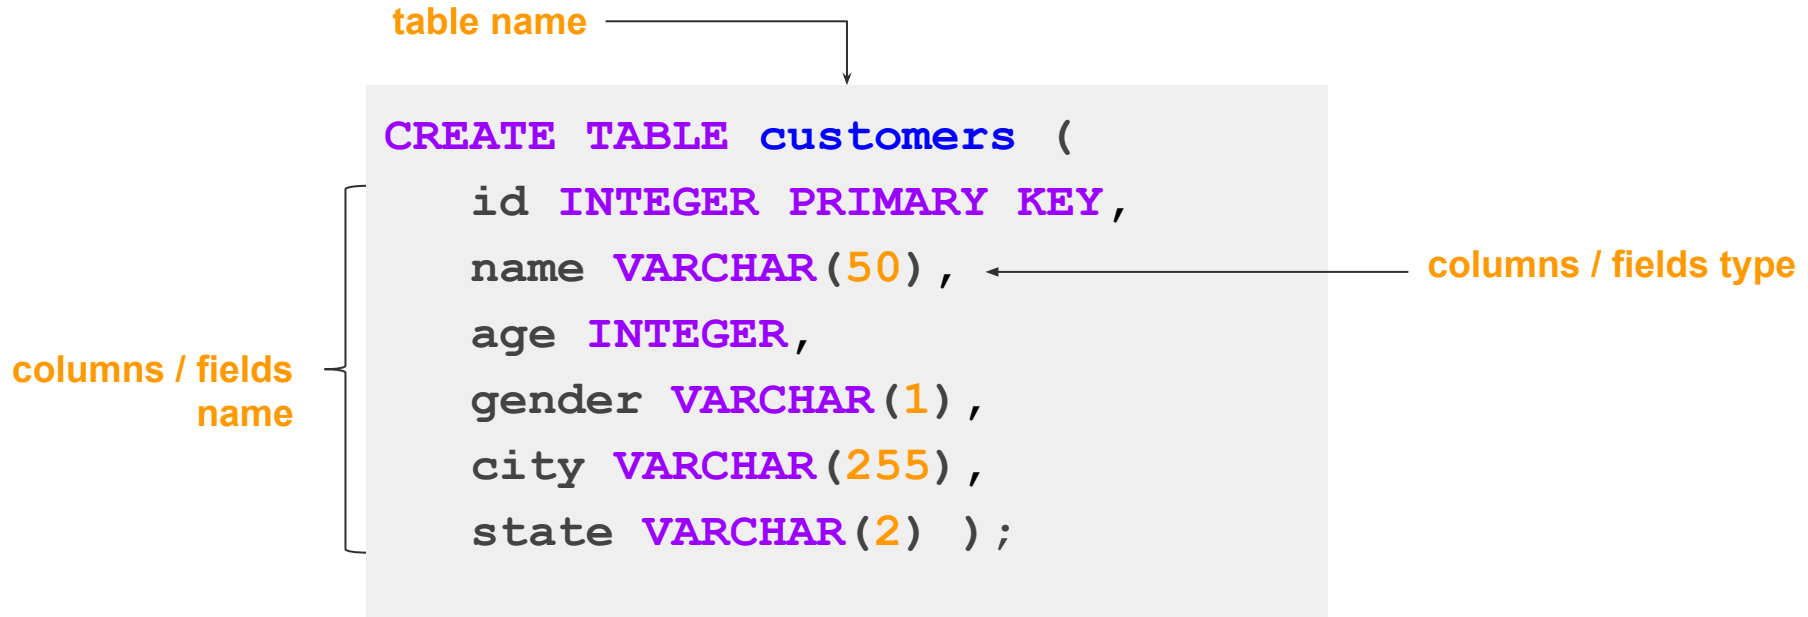 table name
CREATE TABLE customers (
id INTEGER PRIMARY KEY,
name VARCHAR(50),
columns / fields type
age INTEGER,
columns / fields
name
gender VARCHAR(1),
city VARCHAR(255),
state VARCHAR(2) );